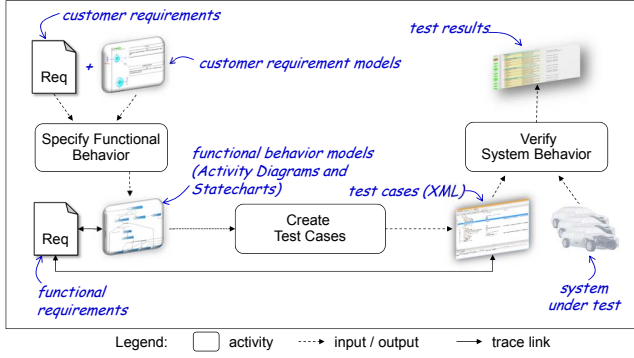 customer requirements
test results
Req
+
customer requirement models
Specify Functional
Behavior
Verify
System Behavior
functional behavior models
(Activity Diagrams and
Statecharts)
test cases (XML)
Req
Create
Test Cases
functional
requirements
system
under test
Legend:
activity
input / output
trace link